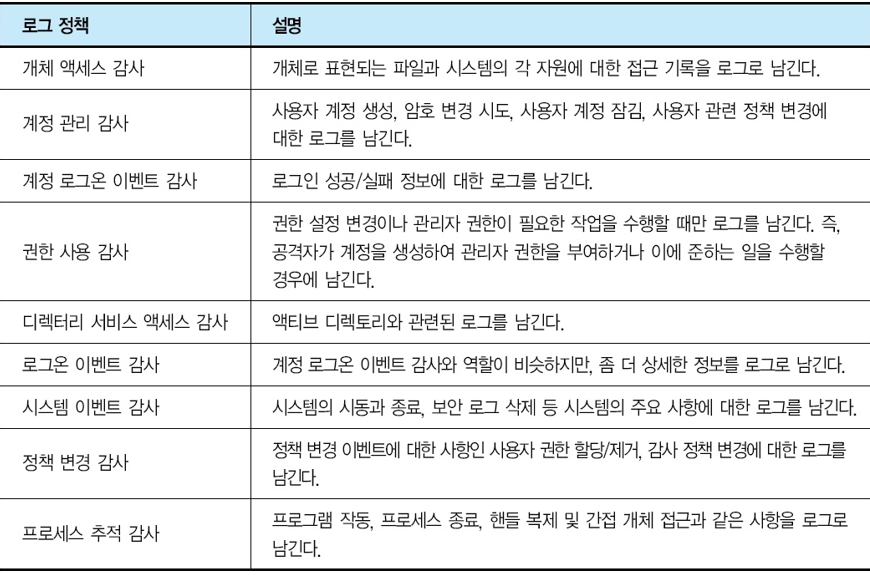 로그 정책
설명
개체 액세스 감사
개체로 표현되는 파일과 시스템의 각 자원에 대한 접근 기록을 로그로 남긴다.
계정 관리 감사
사용자 계정 생성, 암호 변경 시도, 사용자 계정 잠김, 사용자 관련 정책 변경에
대한 로그를 남긴다.
계정 로그온 이벤트 감사
로그인 성공/실패 정보에 대한 로그를 남긴다.
권한 사용 감사
권한 설정 변경이나 관리자 권한이 필요한 작업을 수행할 때만 로그를 남긴다. 즉,
공격자가 계정을 생성하여 관리자 권한을 부여하거나 이에 준하는 일을 수행할
경우에 남긴다.
디렉터리 서비스 액세스 감사
액티브 디렉토리와 관련된 로그를 남긴다.
로그온 이벤트 감사
계정 로그온 이벤트 감사와 역할이 비슷하지만, 좀 더 상세한 정보를 로그로 남긴다.
시스템 이벤트 감사
시스템의 시동과 종료, 보안 로그 삭제 등 시스템의 주요 사항에 대한 로그를 남긴다.
정책 변경 감사
정책 변경 이벤트에 대한 사항인 사용자 권한 할당/제거, 감사 정책 변경에 대한 로그를
남긴다.
프로세스 추적 감사
프로그램 작동, 프로세스 종료, 핸들 복제 및 간접 개체 접근과 같은 사항을 로그로
남긴다.